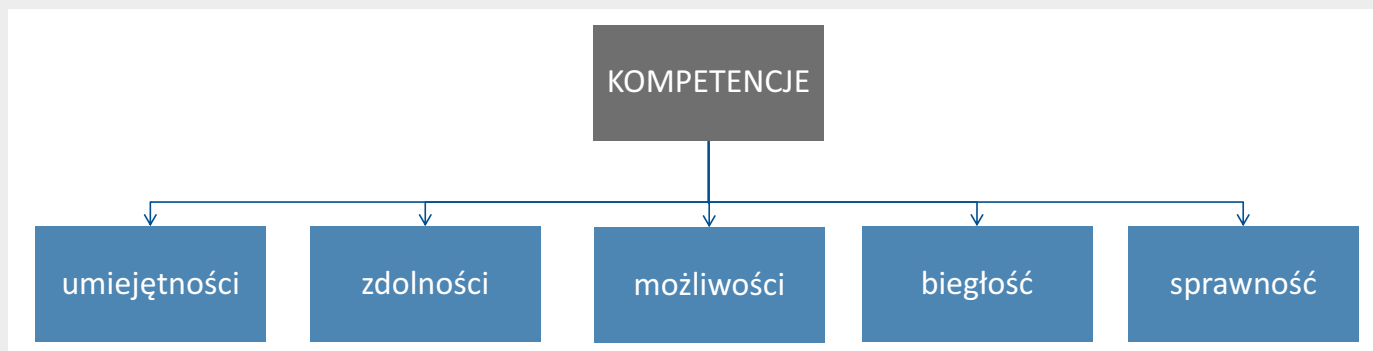 KOMPETENCJE
umiejętności
zdolności
możliwości
biegłość
sprawność